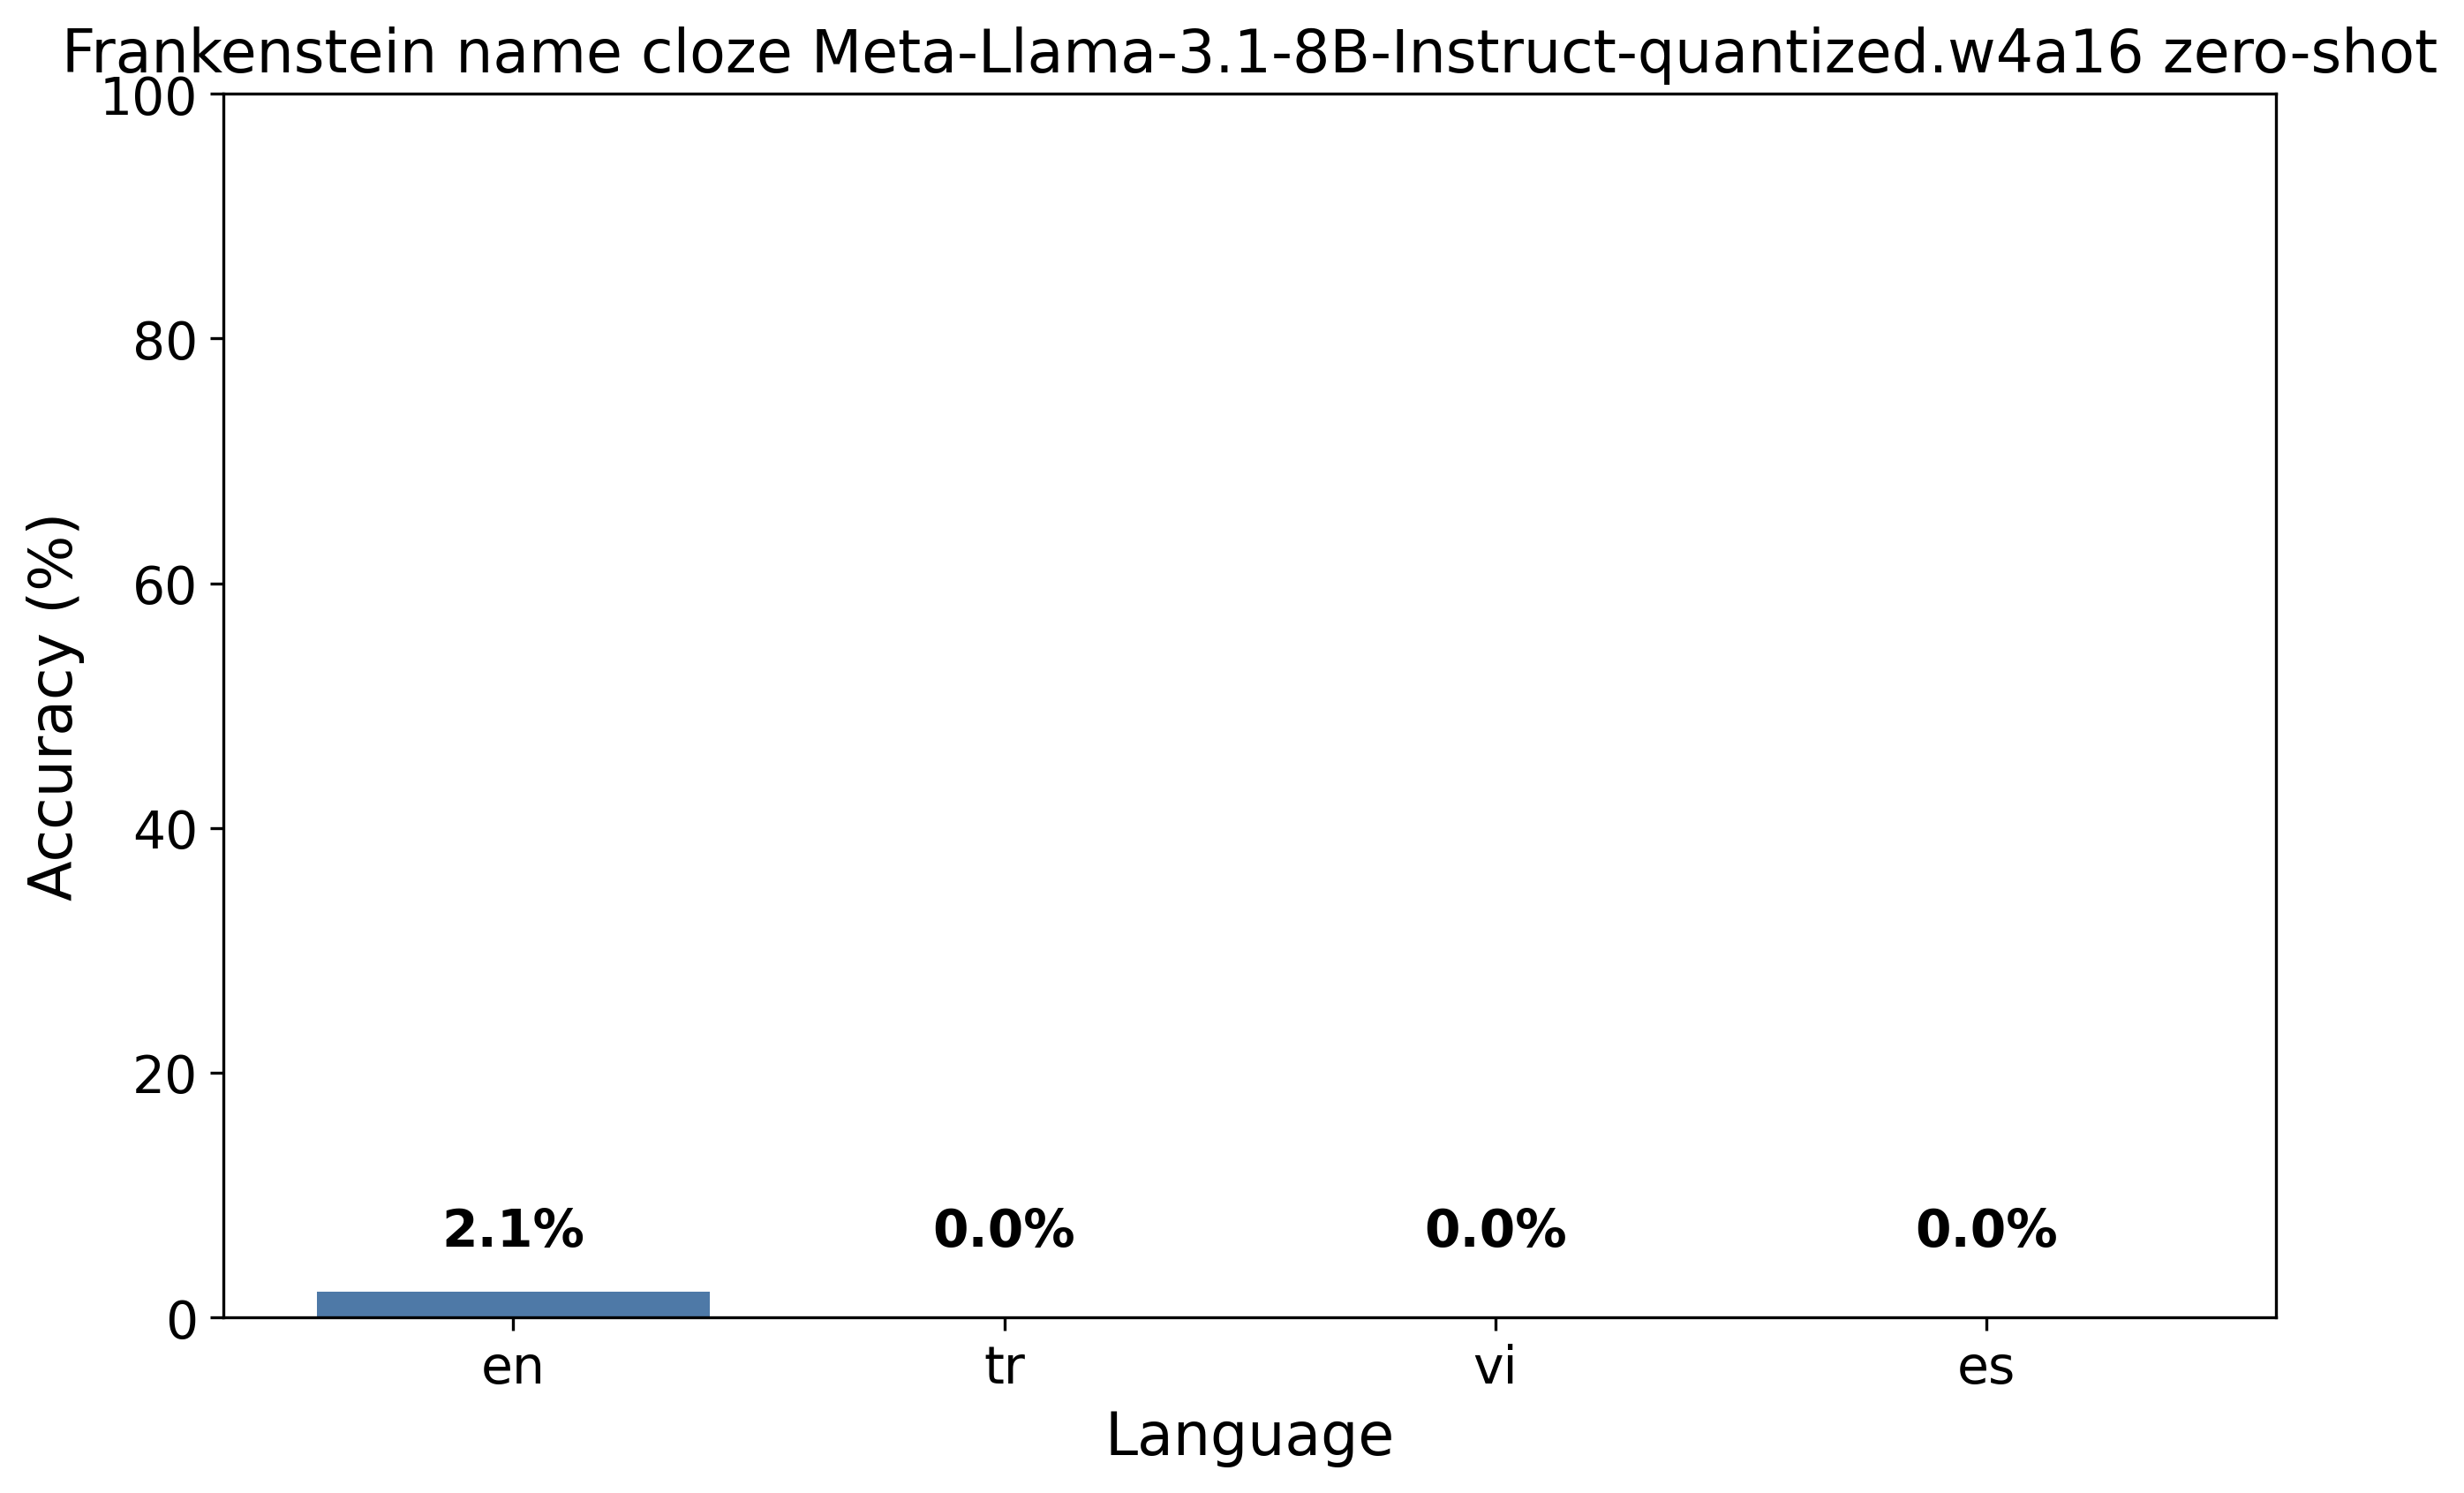 Frankenstein name cloze Meta-Llama-3.1-8B-Instruct-quantized.w4a16 zero-shot
100
80
60
40
20
0
Accuracy (%)
2.1%
0.0%
0.0%
0.0%
en
tr
vi
es
Language